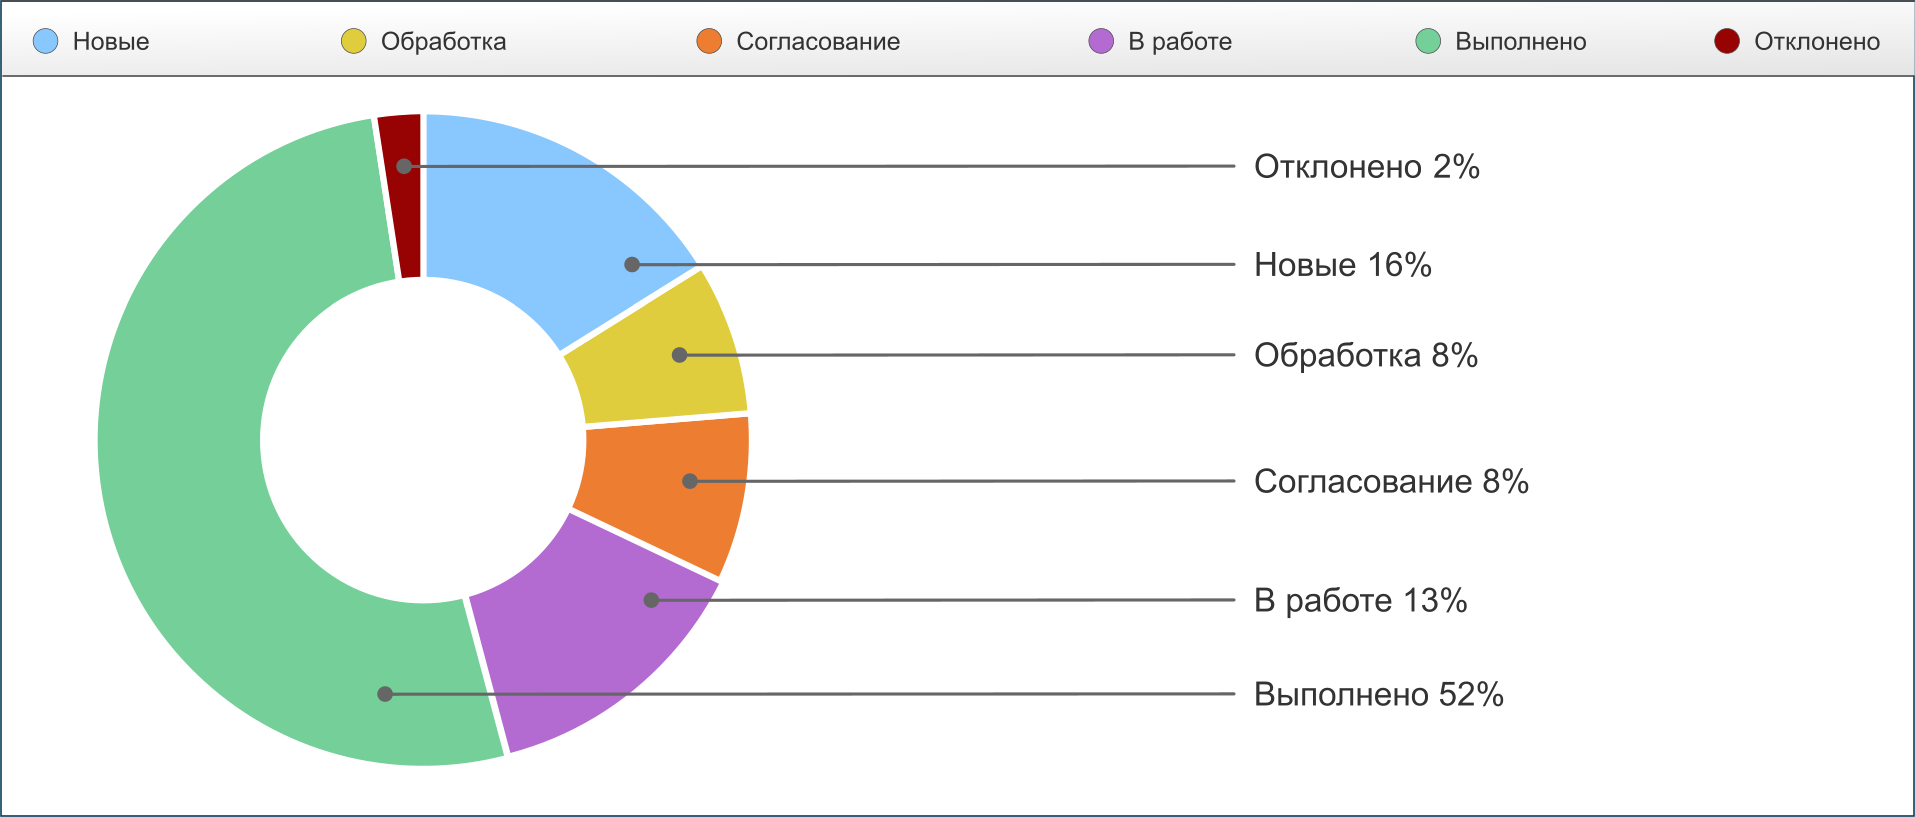 Новые Обработка Согласование В работе Выполнено Отклонено
Отклонено 2%
Новые 16%
Обработка 8%
Согласование 8%
В работе 13%
Выполнено 52%